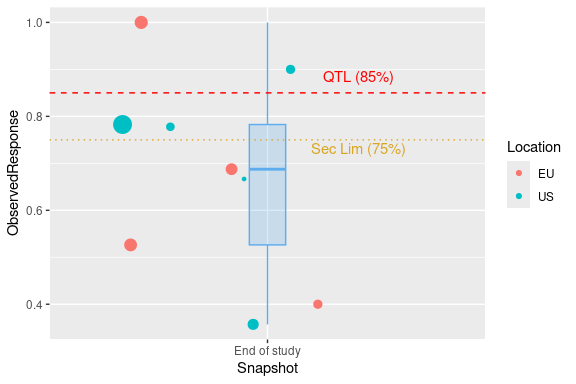 1.0
0.8
0.6
0.4
ObservedResponse
QTL (85%)
Sec Lim (75%)
End of study
Snapshot
Location
EU
US